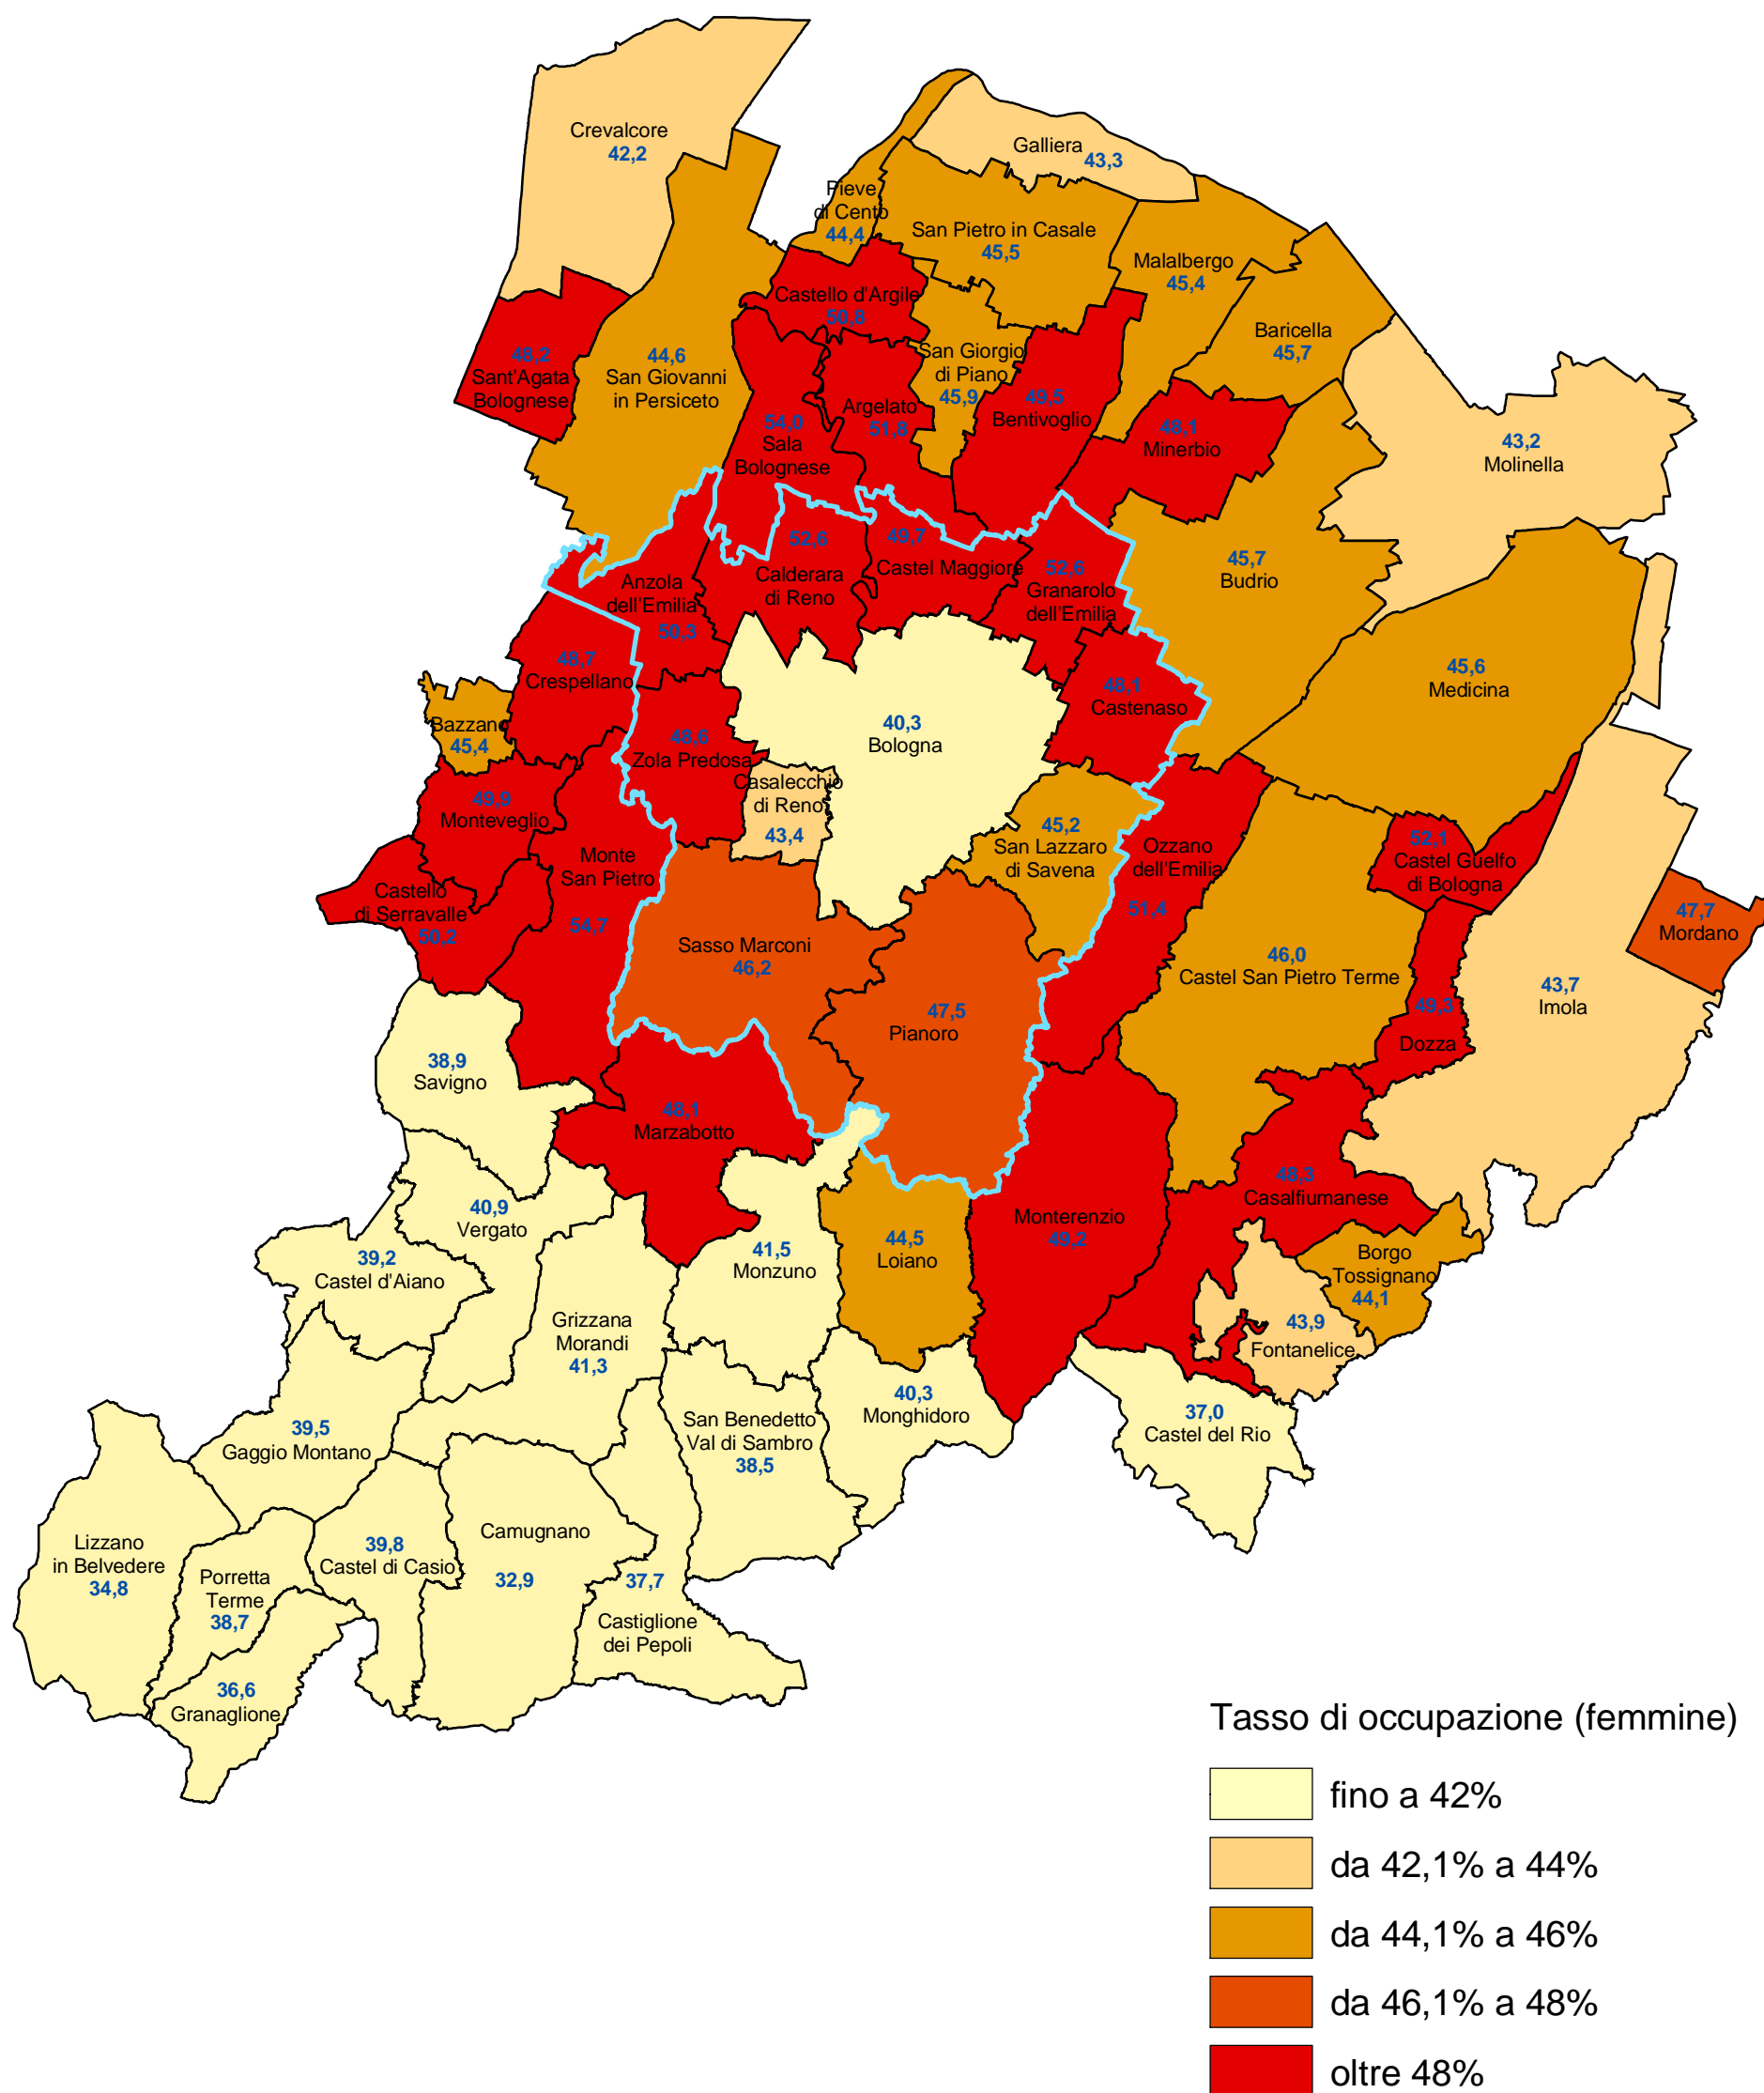 Crevalcore
42,2
Galliera
43,3
Pieve
di Cento
44,4
San Pietro in Casale
45,5
Malalbergo
45,4
Castello d'Argile
50,8
Baricella
45,7
48,2
Sant'Agata
Bolognese
44,6
San Giovanni
in Persiceto
San Giorgio
di Piano
45,9
49,5
Bentivoglio
Argelato
51,8
54,0
Sala
Bolognese
48,1
Minerbio
43,2
Molinella
52,6
Calderara
di Reno
49,7
Castel Maggiore
52,6
Granarolo
dell'Emilia
45,7
Budrio
Anzola
dell'Emilia
50,3
48,7
Crespellano
45,6
Medicina
48,1
Castenaso
Bazzano
45,4
48,6
Zola Predosa
40,3
Bologna
Casalecchio
di Reno
43,4
49,9
Monteveglio
45,2
San Lazzaro
di Savena
Ozzano
dell'Emilia
51,4
52,1
Castel Guelfo
di Bologna
Monte
San Pietro
54,7
Castello
di Serravalle
50,2
47,7
Mordano
Sasso Marconi
46,2
46,0
Castel San Pietro Terme
43,7
Imola
47,5
Pianoro
49,3
Dozza
38,9
Savigno
48,1
Marzabotto
48,3
Casalfiumanese
40,9
Vergato
Monterenzio
49,2
39,2
Castel d'Aiano
41,5
Monzuno
44,5
Loiano
Borgo
Tossignano
44,1
Grizzana
Morandi
41,3
43,9
Fontanelice
40,3
Monghidoro
37,0
Castel del Rio
39,5
Gaggio Montano
San Benedetto
Val di Sambro
38,5
Lizzano
in Belvedere
34,8
39,8
Castel di Casio
Camugnano
32,9
Porretta
Terme
38,7
37,7
Castiglione
dei Pepoli
36,6
Granaglione
Tasso di occupazione (femmine)
fino a 42%
da 42,1% a 44%
da 44,1% a 46%
da 46,1% a 48%
oltre 48%